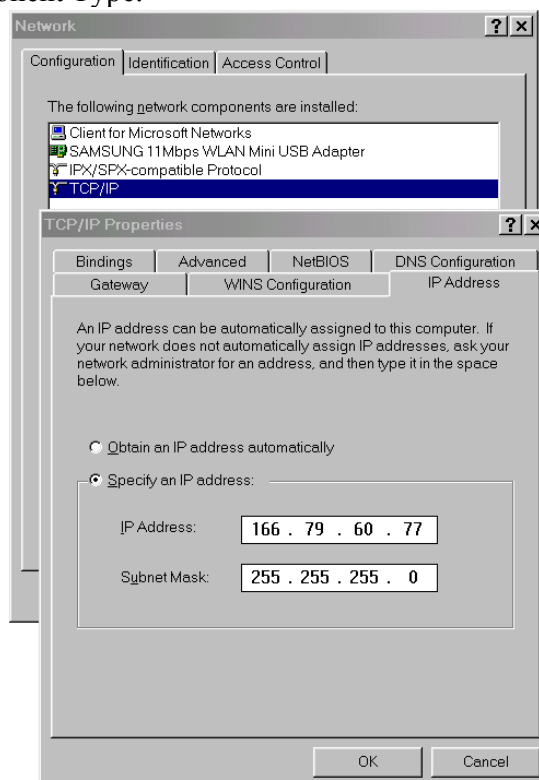 onent Type.
Network
Configuration Identification Access Control
The following network components are installed:
Client for Microsoft Networks
SAMSUNG 11Mbps WLAN Mini USB Adapter
IPX/SPX-compatible Protocol
TCP/IP
TCP/IP Properties
Bindings Advanced NetBIOS DNS Configuration
Gateway WINS Configuration IP Address
An IP address can be automatically assigned to this computer. If
your network does not automatically assign IP addresses, ask your
network administrator for an address, and then type it in the space
below.
Obtain an IP address automatically
Specify an IP address:
IP Address: 166 . 79 . 60 . 77
Subnet Mask: 255 . 255 . 255 . 0
OK Cancel